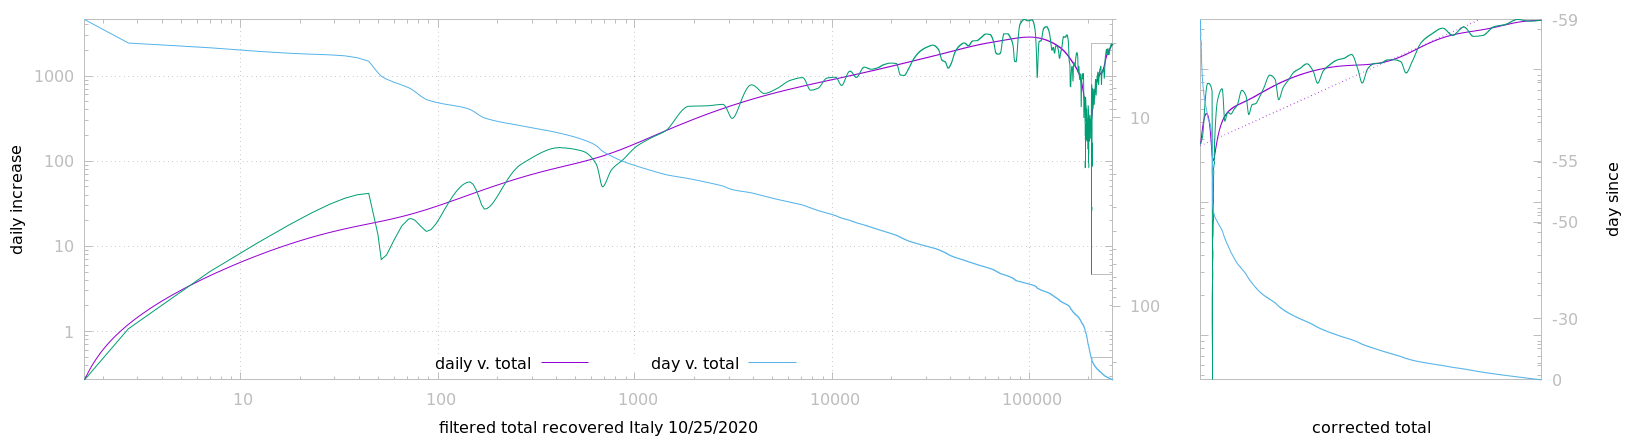 daily increase
1000
100
10
1
daily v. total
day v. total
10
100
1000
10000
100000
filtered total recovered Italy 10/25/2020
10
100
-59
-55
-50
-30
0
day since
corrected total